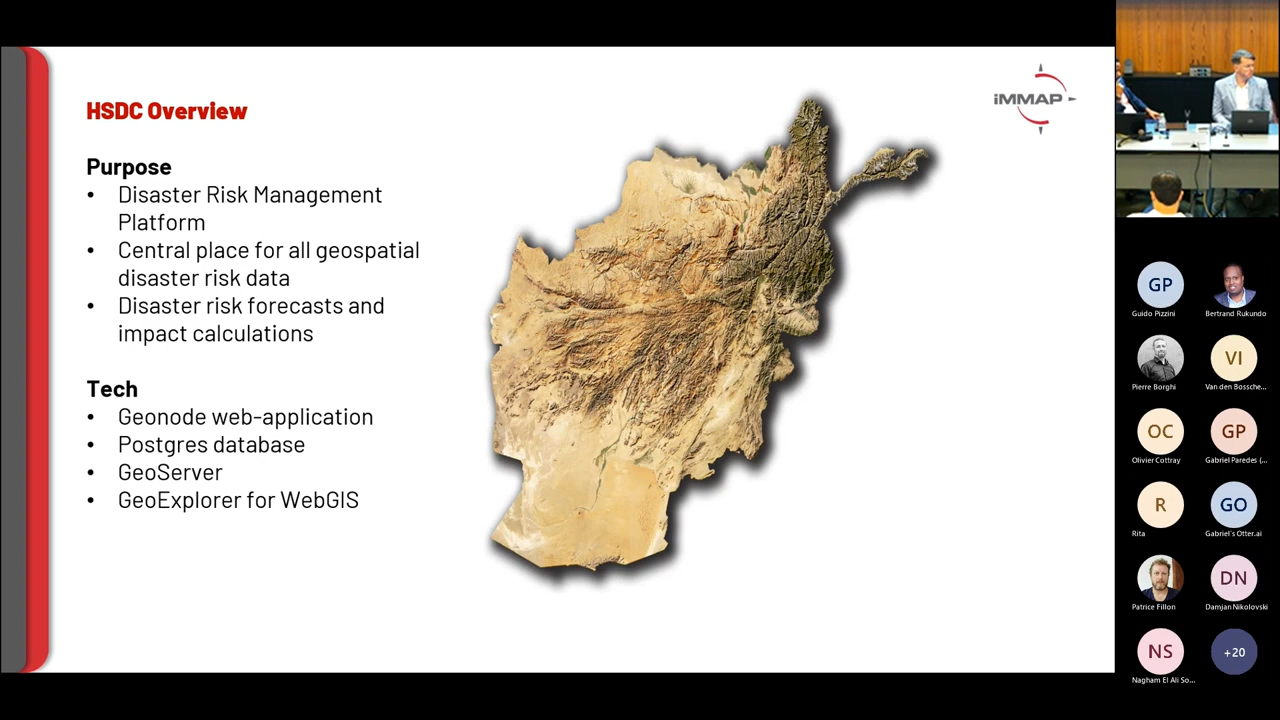 HSDC Overview
Purpose
• Disaster Risk Management
Platform
• Central place for all geospatial
disaster risk data
• Disaster risk forecasts and
impact calculations
Tech
• Geonode web-application
• Postgres database
• GeoServer
• GeoExplorer for WebGIS
iMMAP
GP
Guido Pizzini
Bertrand Rukundo
Pierre Borghi
VI
Van den Bossche...
OC
Olivier Cottray
GP
Gabriel Paredes (...
R
Rita
GO
Gabriel's Otter.ai
Patrice Fillon
DN
Damjan Nikolovski
NS
Nagham El Ali So...
+20